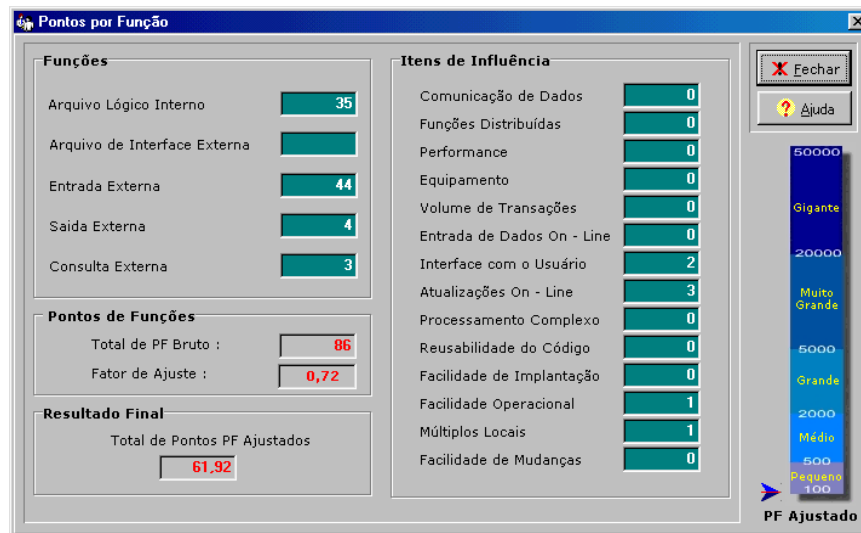 Pontos por Função
Funções
Arquivo Lógico Interno 35
Arquivo de Interface Externa
Entrada Externa 44
Saida Externa 4
Consulta Externa 3
Pontos de Funções
Total de PF Bruto : 86
Fator de Ajuste : 0,72
Resultado Final
Total de Pontos PF Ajustados
61,92
Itens de Influência
Comunicação de Dados 0
Funções Distribuídas 0
Performance 0
Equipamento 0
Volume de Transações 0
Entrada de Dados On - Line 0
Interface com o Usuário 2
Atualizações On - Line 3
Processamento Complexo 0
Reusabilidade do Código 0
Facilidade de Implantação 0
Facilidade Operacional 1
Múltiplos Locais 1
Facilidade de Mudanças 0
Fechar
Ajuda
50000
Gigante
20000
Muito
Grande
5000
Grande
2000
Médio
500
Pequeno
100
PF Ajustado